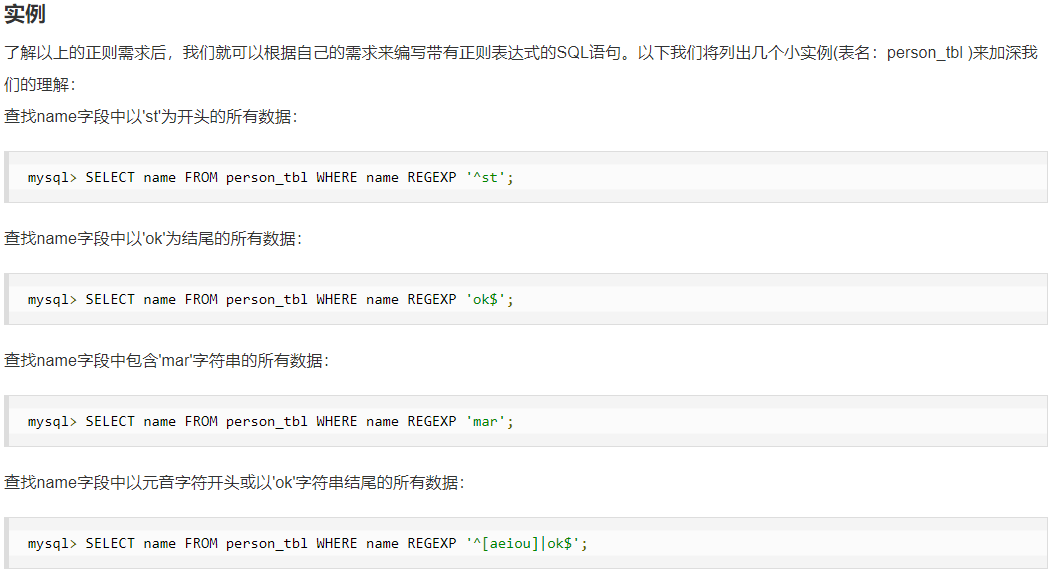 实例
了解以上的正则需求后，我们就可以根据自己的需求来编写带有正则表达式的SQL语句。以下我们将列出几个小实例(表名：person_tbl )来加深我
们的理解：
查找name字段中以'st'为开头的所有数据：
mysql> SELECT name FROM person_tbl WHERE name REGEXP '^st';
查找name字段中以'ok'为结尾的所有数据：
mysql> SELECT name FROM person_tbl WHERE name REGEXP 'ok$';
查找name字段中包含'mar'字符串的所有数据：
mysql> SELECT name FROM person_tbl WHERE name REGEXP 'mar';
查找name字段中以元音字符开头或以'ok'字符串结尾的所有数据：
mysql> SELECT name FROM person_tbl WHERE name REGEXP '^[aeiou]|ok$';